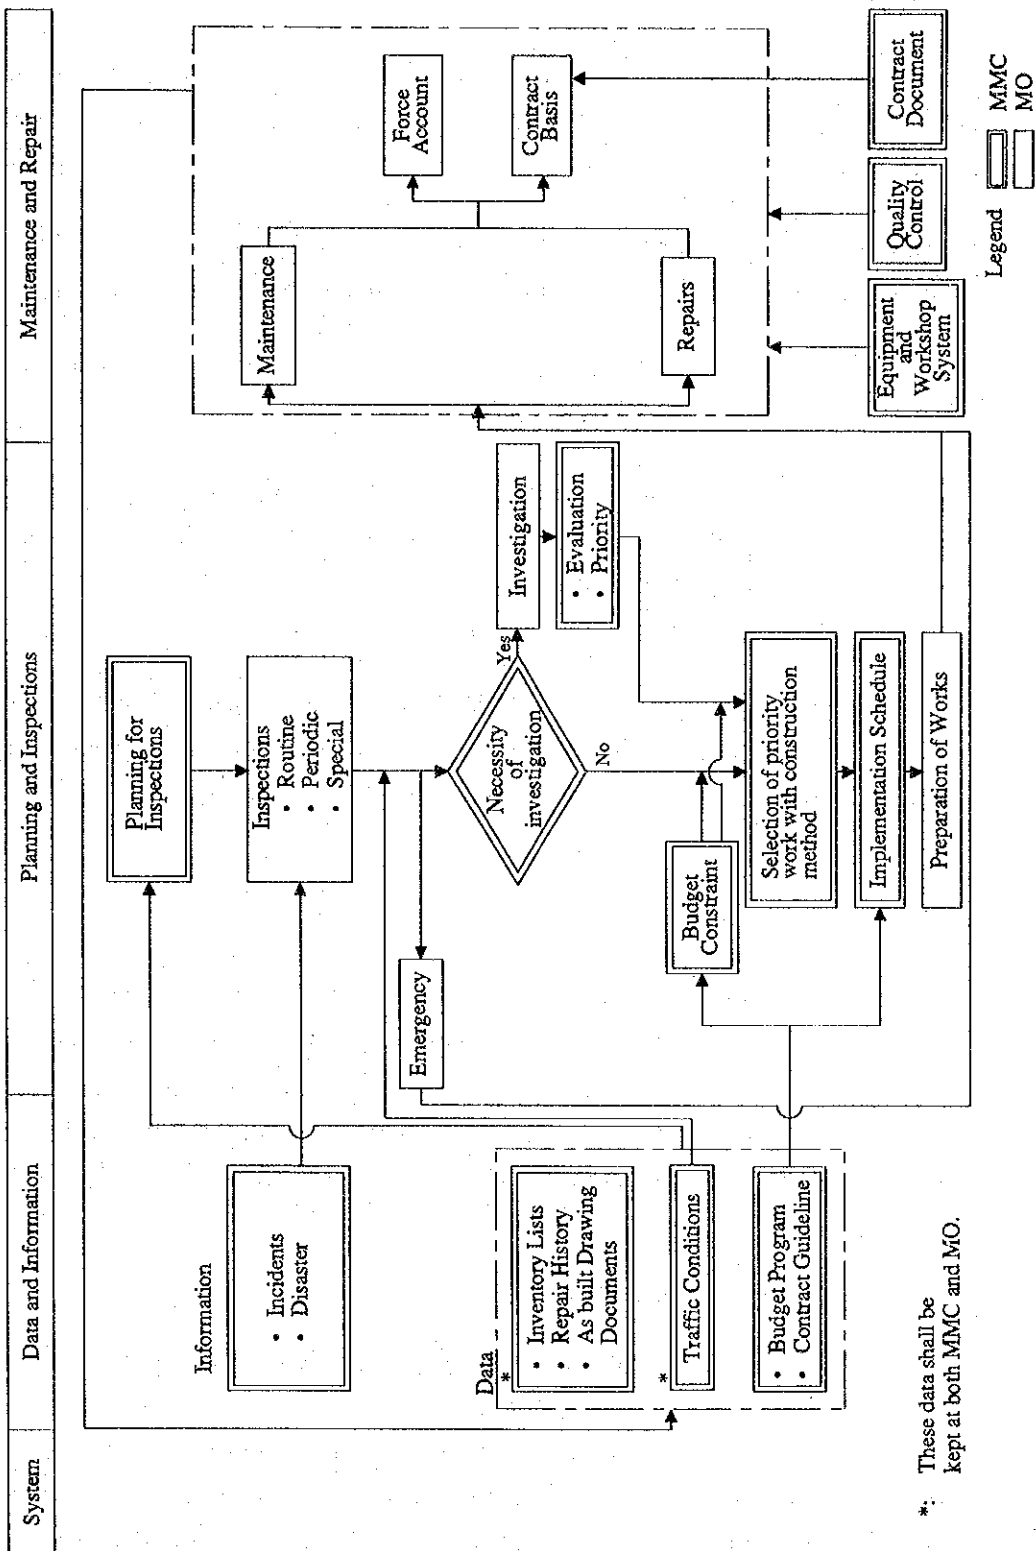 System
Data and Information
Planning and Inspections
Maintenance and Repair
Information
• Incidents
• Disaster
Data
*
• Inventory Lists
• Repair History
• As built Drawing
Documents
*
Traffic Conditions
• Budget Program
• Contract Guideline
*: These data shall be
kept at both MMC and MO.
Planning for
Inspections
Inspections
• Routine
• Periodic
• Special
Emergency
Necessity
of
investigation
Yes
No
Investigation
• Evaluation
• Priority
Budget
Constraint
Selection of priority
work with construction
method
Implementation Schedule
Preparation of Works
Maintenance
Repairs
Force
Account
Contract
Basis
Equipment
and
Workshop
System
Quality
Control
Contract
Document
Legend
MMC
MO